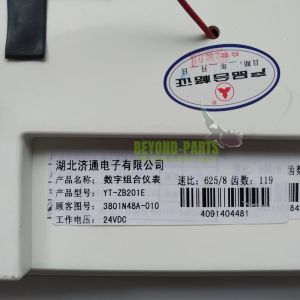 产品合格证
BEYOND-PARTS
湖北济通电子有限公司
产品名称： 数字组合仪表
产品型号： YT-ZB201E
顾客图号： 3801N48A-010
工作电压： 24VDC
速比：625/8 齿数：119
4091404481